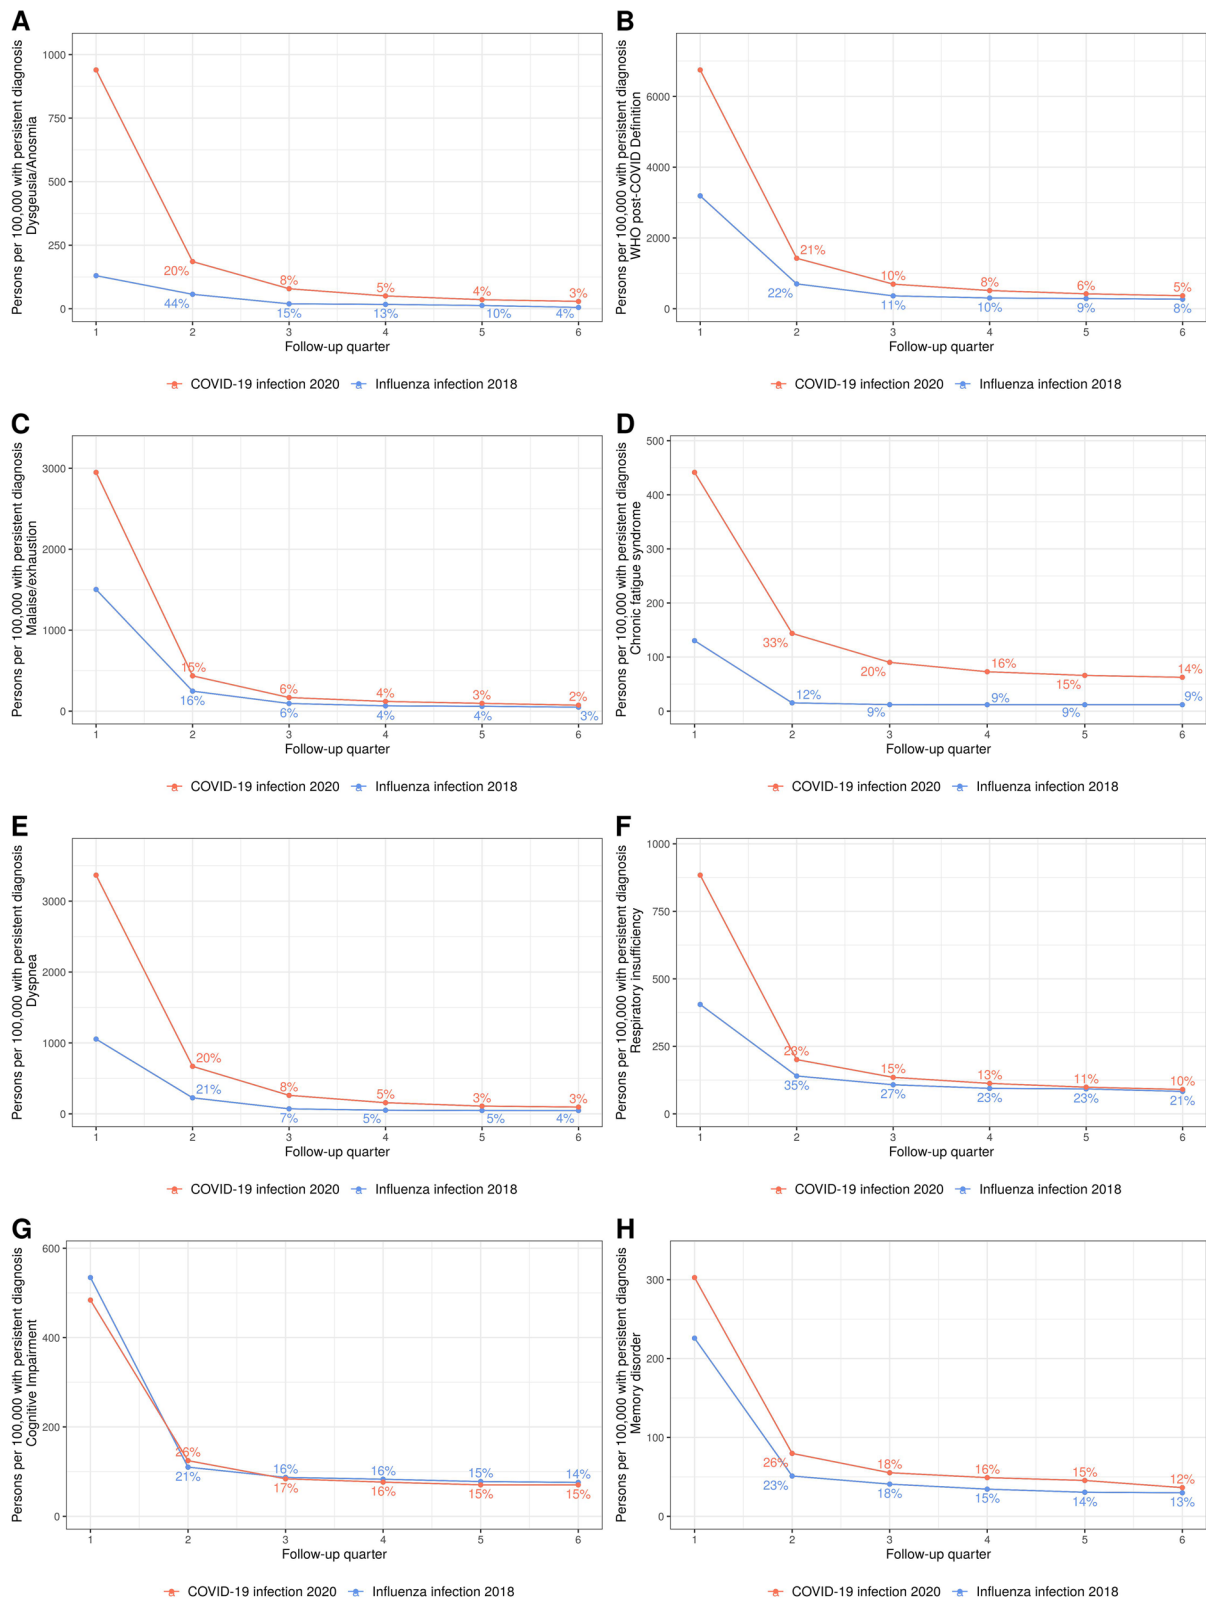 A
Persons per 100,000 with persistent diagnosis
Dysgeusia/Anosmia
1000
750
500
250
0
20%
8%
5%
4%
3%
44%
15%
13%
10%
4%
1 2 3 4 5 6
Follow-up quarter
COVID-19 infection 2020 Influenza infection 2018
B
Persons per 100,000 with persistent diagnosis
WHO post-COVID Definition
6000
4000
2000
0
21%
10%
8%
6%
5%
22%
11%
10%
9%
8%
1 2 3 4 5 6
Follow-up quarter
COVID-19 infection 2020 Influenza infection 2018
C
Persons per 100,000 with persistent diagnosis
Malaise/exhaustion
3000
2000
1000
0
15%
6%
4%
3%
2%
16%
6%
4%
4%
3%
1 2 3 4 5 6
Follow-up quarter
COVID-19 infection 2020 Influenza infection 2018
D
Persons per 100,000 with persistent diagnosis
Chronic fatigue syndrome
500
400
300
200
100
0
33%
20%
16%
15%
14%
12%
9%
9%
9%
9%
1 2 3 4 5 6
Follow-up quarter
COVID-19 infection 2020 Influenza infection 2018
E
Persons per 100,000 with persistent diagnosis
Dyspnea
3000
2000
1000
0
20%
8%
5%
3%
3%
21%
7%
5%
5%
4%
1 2 3 4 5 6
Follow-up quarter
COVID-19 infection 2020 Influenza infection 2018
F
Persons per 100,000 with persistent diagnosis
Respiratory insufficiency
1000
750
500
250
0
23%
15%
13%
11%
10%
35%
27%
23%
23%
21%
1 2 3 4 5 6
Follow-up quarter
COVID-19 infection 2020 Influenza infection 2018
G
Persons per 100,000 with persistent diagnosis
Cognitive Impairment
600
400
200
0
26%
16%
16%
15%
14%
21%
17%
16%
15%
15%
1 2 3 4 5 6
Follow-up quarter
COVID-19 infection 2020 Influenza infection 2018
H
Persons per 100,000 with persistent diagnosis
Memory disorder
300
200
100
0
26%
18%
16%
15%
12%
23%
18%
15%
14%
13%
1 2 3 4 5 6
Follow-up quarter
COVID-19 infection 2020 Influenza infection 2018